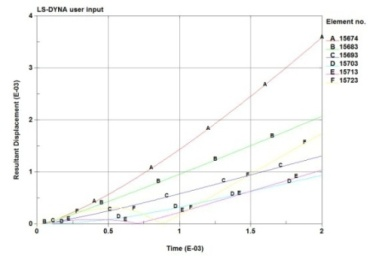 LS-DYNA user input
Element no.
A 15674
B 15683
C 15693
D 15703
E 15713
F 15723
Resultant Displacement (E-03)
4
3
2
1
0
0
0.5
1
1.5
2
Time (E-03)